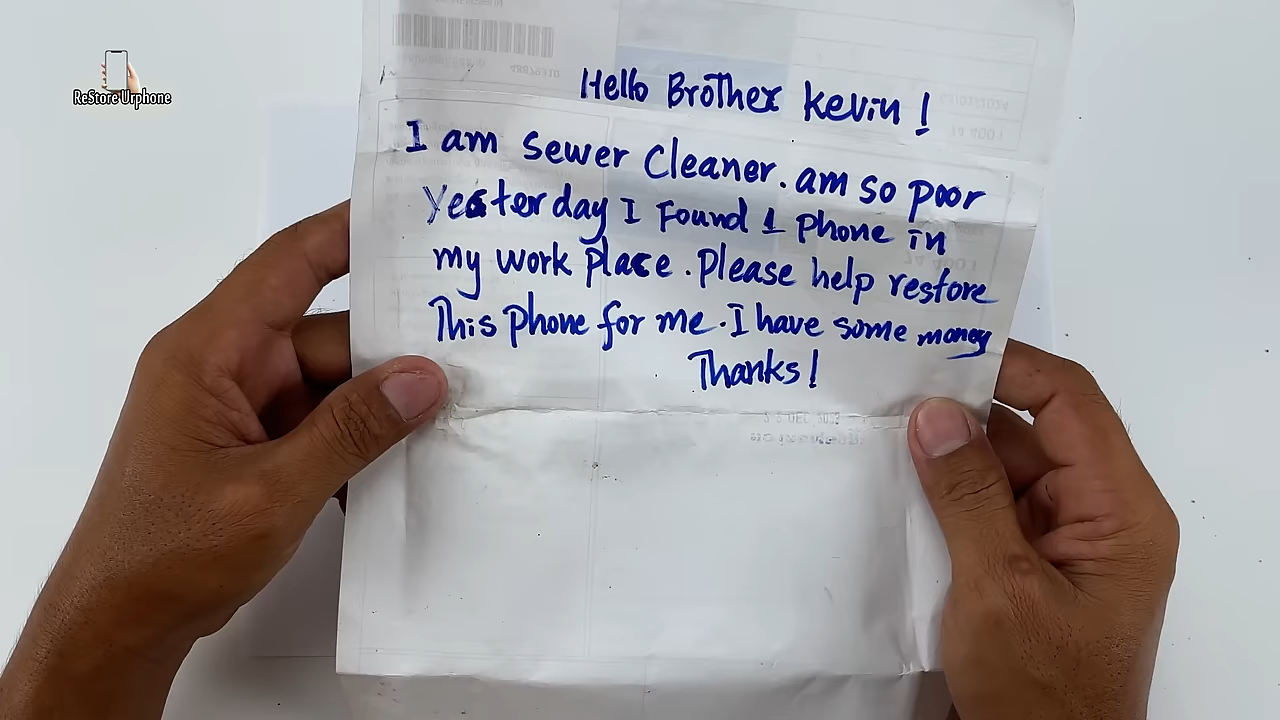 ReStore Urphone
Hello Brother Kevin !
I am sewer Cleaner. am so poor
Yesterday I Found 1 Phone in
my work place. Please help restore
This phone for me. I have some money
Thanks!